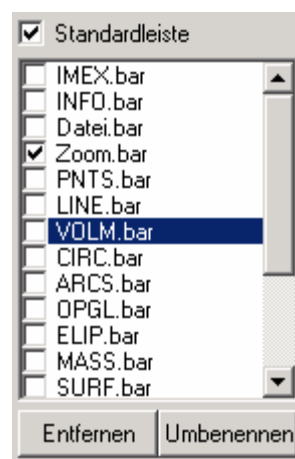 Standardleiste
IMEX.bar
INFO.bar
Datei.bar
Zoom.bar
PNTS.bar
LINE.bar
VOLM.bar
CIRC.bar
ARCS.bar
OPGL.bar
ELIP.bar
MASS.bar
SURF.bar
Entfernen Umbenennen